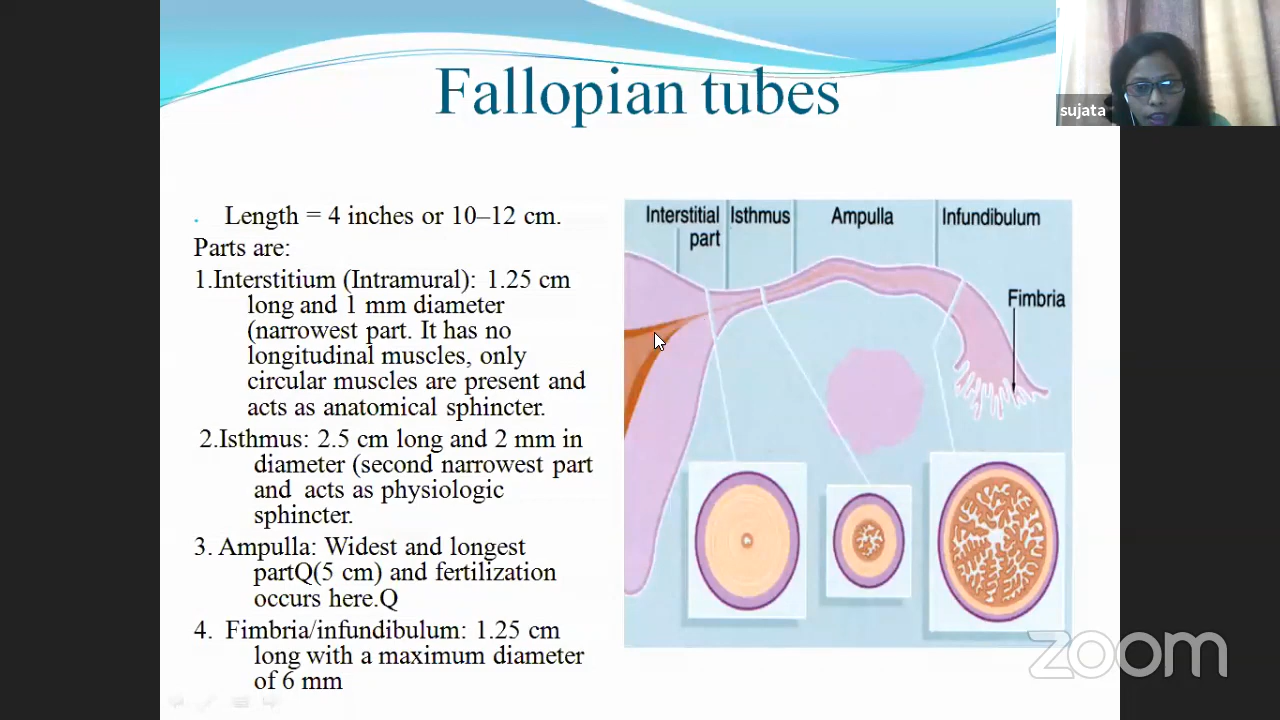 Fallopian tubes
sujata
Length = 4 inches or 10–12 cm.
Parts are:
1.Interstitium (Intramural): 1.25 cm
long and 1 mm diameter
(narrowest part. It has no
longitudinal muscles, only
circular muscles are present and
acts as anatomical sphincter.
2.Isthmus: 2.5 cm long and 2 mm in
diameter (second narrowest part
and acts as physiologic
sphincter.
3. Ampulla: Widest and longest
partQ(5 cm) and fertilization
occurs here.Q
4. Fimbria/infundibulum: 1.25 cm
long with a maximum diameter
of 6 mm
Interstitial
part
Isthmus
Ampulla
Infundibulum
Fimbria
zoom